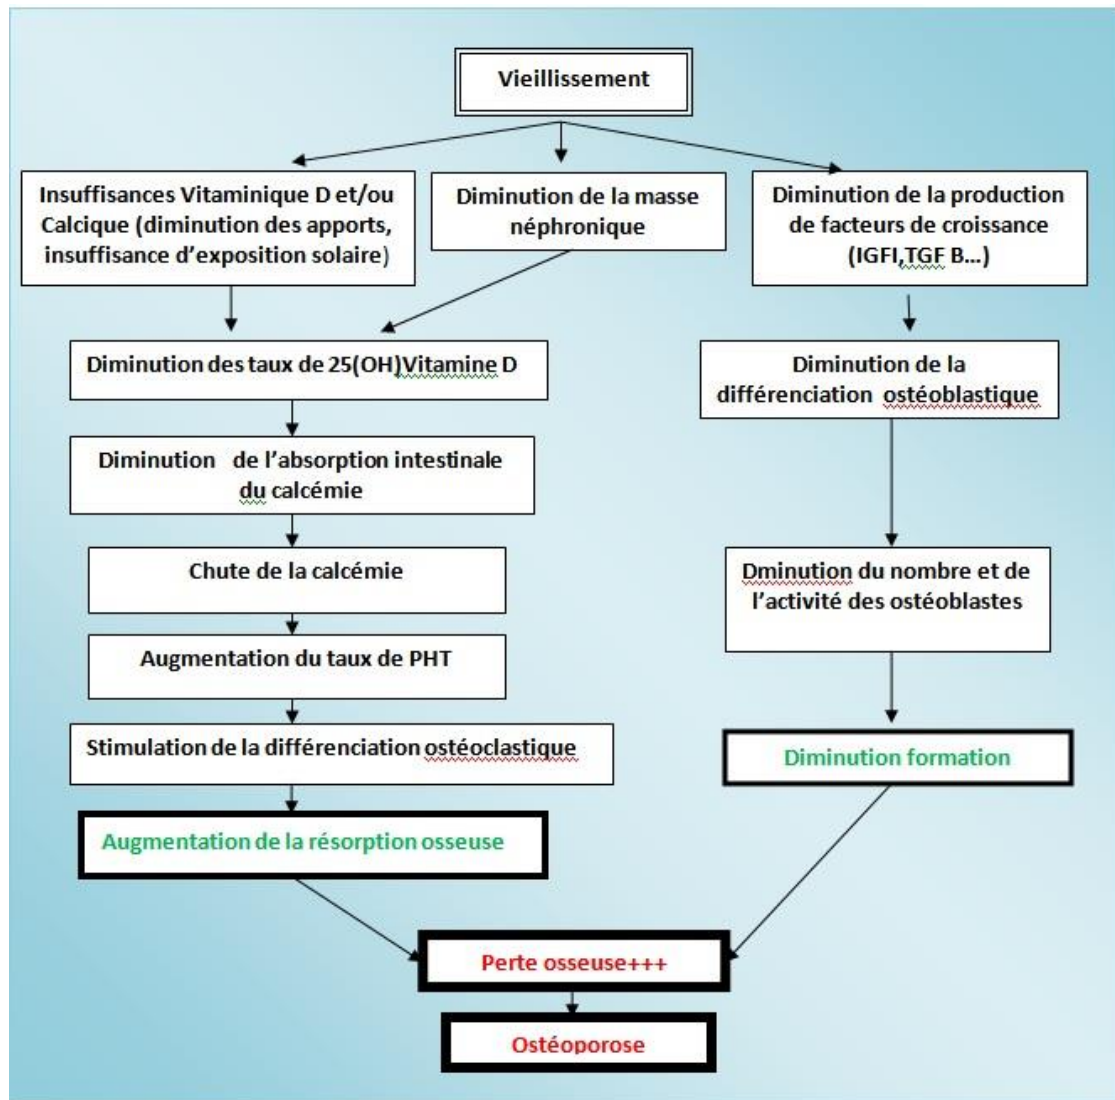 Vieillissement
Insuffisances Vitaminique D et/ou
Calcique (diminution des apports,
insuffisance d’exposition solaire)
Diminution de la masse
néphronique
Diminution de la production
de facteurs de croissance
(IGFI,TGF B...)
Diminution des taux de 25(OH)Vitamine D
Diminution de la
différenciation ostéoblastique
Diminution de l’absorption intestinale
du calcémie
Chute de la calcémie
Dminution du nombre et de
l’activité des ostéoblastes
Augmentation du taux de PHT
Stimulation de la différenciation ostéoclastique
Diminution formation
Augmentation de la résorption osseuse
Perte osseuse+++
Ostéoporose